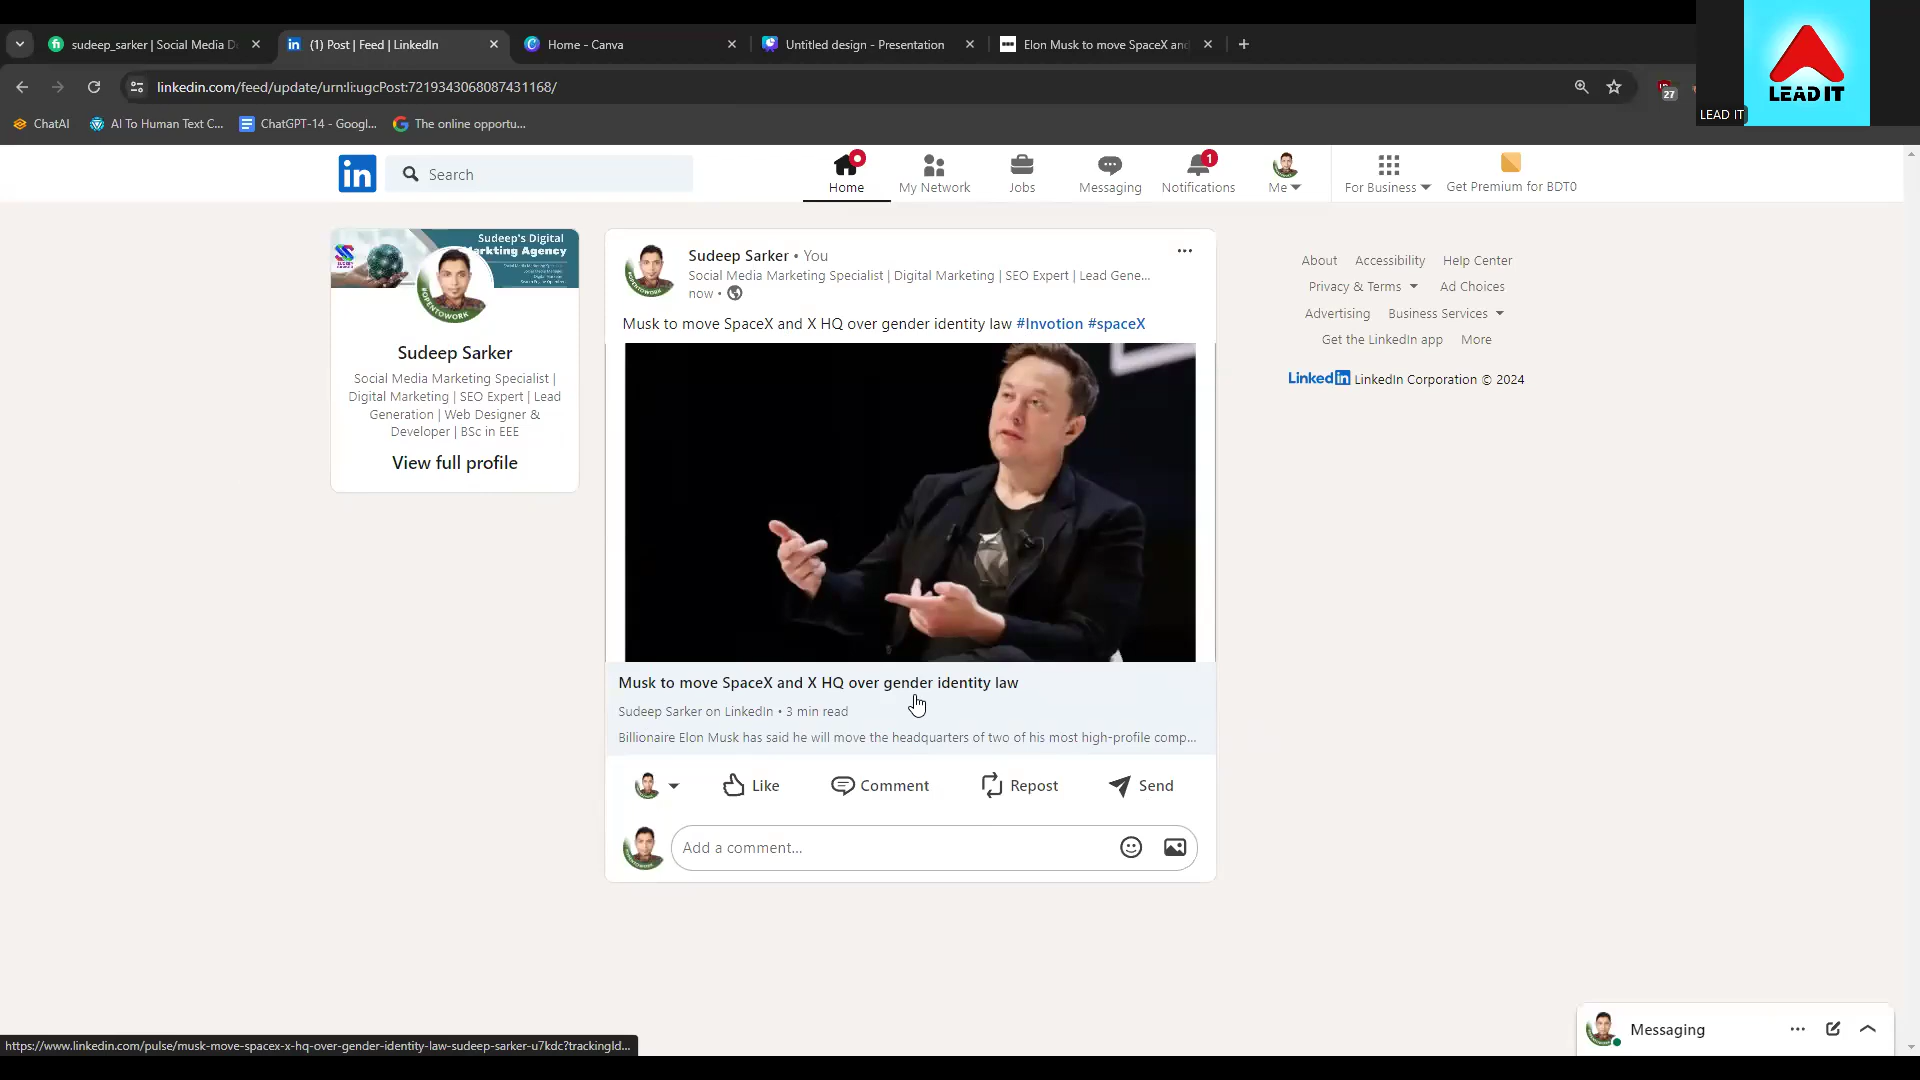 sudeep_sarker | Social Media D
(1) Post | Feed | LinkedIn
Home - Canva
Untitled design - Presentation
Elon Musk to move SpaceX and
linkedin.com/feed/update/urn:li:ugcPost:7219343068087431168/
27
LEAD IT
LEAD IT
ChatAI
AI To Human Text C...
ChatGPT-14 - Googl...
The online opportu...
in
Search
Home
My Network
Jobs
Messaging
1
Notifications
Me
For Business
Get Premium for BDT0
Sudeep's Digital
Markting Agency
#OPENTOWORK
Sudeep Sarker
Social Media Marketing Specialist |
Digital Marketing | SEO Expert | Lead
Generation | Web Designer &
Developer | BSc in EEE
View full profile
Sudeep Sarker • You
Social Media Marketing Specialist | Digital Marketing | SEO Expert | Lead Gene...
now •
Musk to move SpaceX and X HQ over gender identity law #Invotion #spaceX
Musk to move SpaceX and X HQ over gender identity law
Sudeep Sarker on LinkedIn • 3 min read
Billionaire Elon Musk has said he will move the headquarters of two of his most high-profile comp...
Like
Comment
Repost
Send
Add a comment...
About
Accessibility
Help Center
Privacy & Terms
Ad Choices
Advertising
Business Services
Get the LinkedIn app
More
LinkedIn LinkedIn Corporation © 2024
Messaging
https://www.linkedin.com/pulse/musk-move-spacex-x-hq-over-gender-identity-law-sudeep-sarker-u7kdc?trackingId...